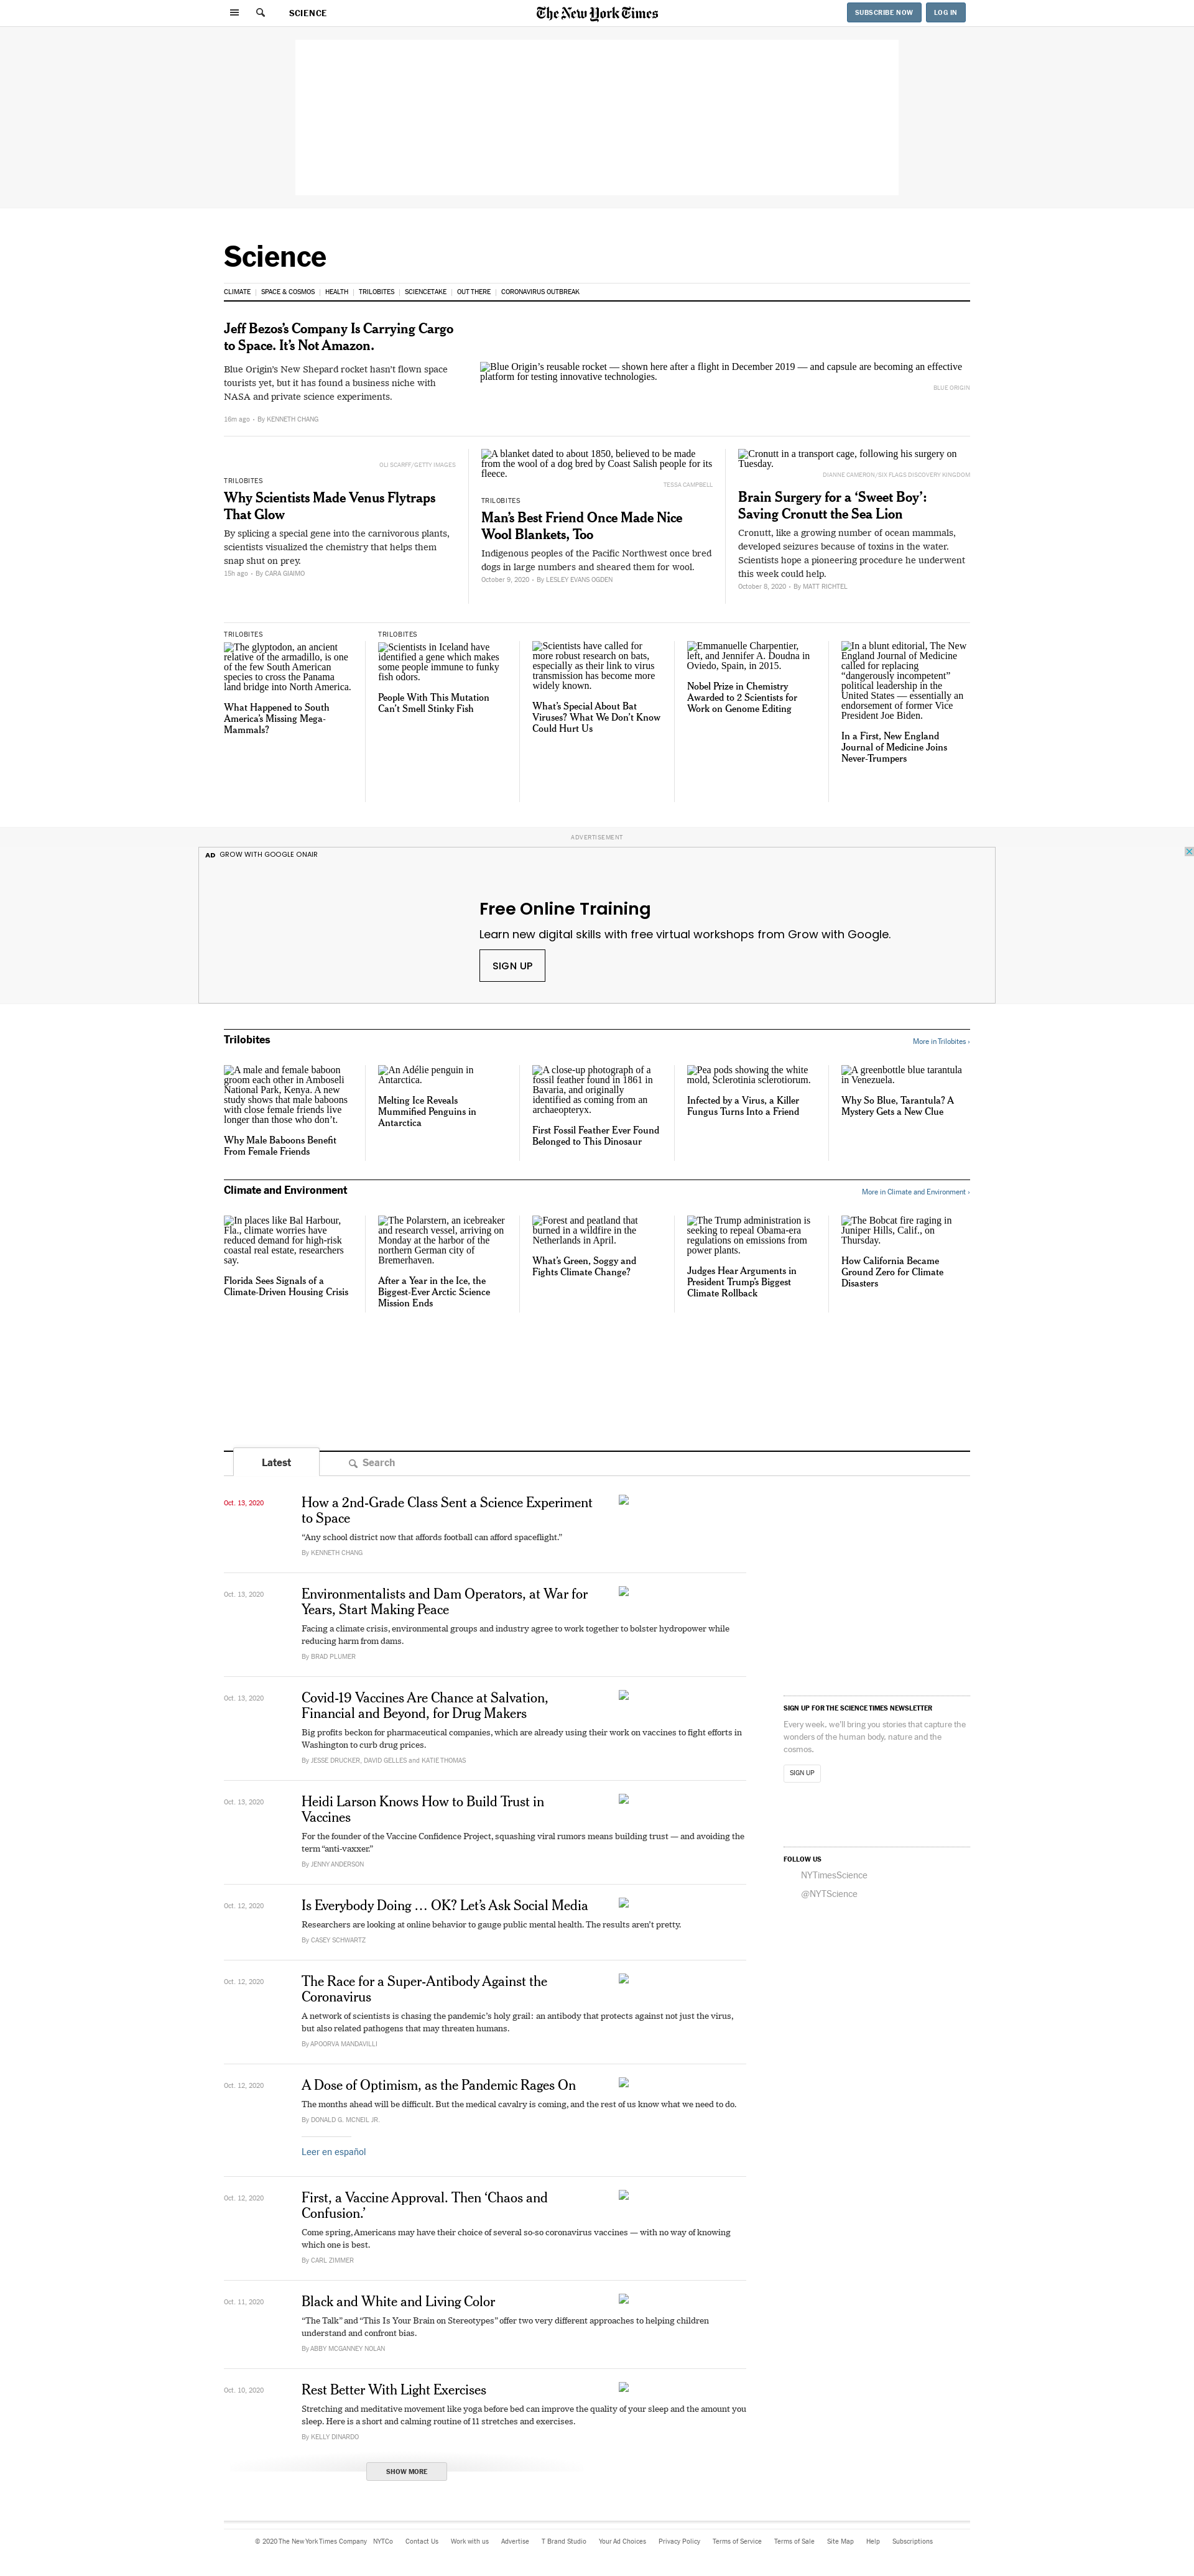 SCIENCE
The New York Times
SUBSCRIBE NOW
LOG IN
Science
CLIMATE
SPACE & COSMOS
HEALTH
TRILOBITES
SCIENCETAKE
OUT THERE
CORONAVIRUS OUTBREAK
Jeff Bezos’s Company Is Carrying Cargo
to Space. It’s Not Amazon.
Blue Origin’s New Shepard rocket hasn’t flown space
tourists yet, but it has found a business niche with
NASA and private science experiments.
16m ago • By KENNETH CHANG
Blue Origin’s reusable rocket — shown here after a flight in December 2019 — and capsule are becoming an effective
platform for testing innovative technologies.
BLUE ORIGIN
OLI SCARFF/GETTY IMAGES
TRILOBITES
Why Scientists Made Venus Flytraps
That Glow
By splicing a special gene into the carnivorous plants,
scientists visualized the chemistry that helps them
snap shut on prey.
15h ago • By CARA GIAIMO
A blanket dated to about 1850, believed to be made
from the wool of a dog bred by Coast Salish people for its
fleece.
TESSA CAMPBELL
TRILOBITES
Man’s Best Friend Once Made Nice
Wool Blankets, Too
Indigenous peoples of the Pacific Northwest once bred
dogs in large numbers and sheared them for wool.
October 9, 2020 • By LESLEY EVANS OGDEN
Cronutt in a transport cage, following his surgery on
Tuesday.
DIANNE CAMERON/SIX FLAGS DISCOVERY KINGDOM
Brain Surgery for a ‘Sweet Boy’:
Saving Cronutt the Sea Lion
Cronutt, like a growing number of ocean mammals,
developed seizures because of toxins in the water.
Scientists hope a pioneering procedure he underwent
this week could help.
October 8, 2020 • By MATT RICHTEL
TRILOBITES
The glyptodon, an ancient
relative of the armadillo, is one
of the few South American
species to cross the Panama
land bridge into North America.
What Happened to South
America’s Missing Mega-
Mammals?
TRILOBITES
Scientists in Iceland have
identified a gene which makes
some people immune to funky
fish odors.
People With This Mutation
Can’t Smell Stinky Fish
Scientists have called for
more robust research on bats,
especially as their link to virus
transmission has become more
widely known.
What’s Special About Bat
Viruses? What We Don’t Know
Could Hurt Us
Emmanuelle Charpentier,
left, and Jennifer A. Doudna in
Oviedo, Spain, in 2015.
Nobel Prize in Chemistry
Awarded to 2 Scientists for
Work on Genome Editing
In a blunt editorial, The New
England Journal of Medicine
called for replacing
“dangerously incompetent”
political leadership in the
United States — essentially an
endorsement of former Vice
President Joe Biden.
In a First, New England
Journal of Medicine Joins
Never-Trumpers
ADVERTISEMENT
AD GROW WITH GOOGLE ONAIR
Free Online Training
Learn new digital skills with free virtual workshops from Grow with Google.
SIGN UP
Trilobites
More in Trilobites ›
A male and female baboon
groom each other in Amboseli
National Park, Kenya. A new
study shows that male baboons
with close female friends live
longer than those who don’t.
Why Male Baboons Benefit
From Female Friends
An Adélie penguin in
Antarctica.
Melting Ice Reveals
Mummified Penguins in
Antarctica
A close-up photograph of a
fossil feather found in 1861 in
Bavaria, and originally
identified as coming from an
archaeopteryx.
First Fossil Feather Ever Found
Belonged to This Dinosaur
Pea pods showing the white
mold, Sclerotinia sclerotiorum.
Infected by a Virus, a Killer
Fungus Turns Into a Friend
A greenbottle blue tarantula
in Venezuela.
Why So Blue, Tarantula? A
Mystery Gets a New Clue
Climate and Environment
More in Climate and Environment ›
In places like Bal Harbour,
Fla., climate worries have
reduced demand for high-risk
coastal real estate, researchers
say.
Florida Sees Signals of a
Climate-Driven Housing Crisis
The Polarstern, an icebreaker
and research vessel, arriving on
Monday at the harbor of the
northern German city of
Bremerhaven.
After a Year in the Ice, the
Biggest-Ever Arctic Science
Mission Ends
Forest and peatland that
burned in a wildfire in the
Netherlands in April.
What’s Green, Soggy and
Fights Climate Change?
The Trump administration is
seeking to repeal Obama-era
regulations on emissions from
power plants.
Judges Hear Arguments in
President Trump’s Biggest
Climate Rollback
The Bobcat fire raging in
Juniper Hills, Calif., on
Thursday.
How California Became
Ground Zero for Climate
Disasters
Latest
Search
Oct. 13, 2020
How a 2nd-Grade Class Sent a Science Experiment
to Space
“Any school district now that affords football can afford spaceflight.”
By KENNETH CHANG
Oct. 13, 2020
Environmentalists and Dam Operators, at War for
Years, Start Making Peace
Facing a climate crisis, environmental groups and industry agree to work together to bolster hydropower while
reducing harm from dams.
By BRAD PLUMER
Oct. 13, 2020
Covid-19 Vaccines Are Chance at Salvation,
Financial and Beyond, for Drug Makers
Big profits beckon for pharmaceutical companies, which are already using their work on vaccines to fight efforts in
Washington to curb drug prices.
By JESSE DRUCKER, DAVID GELLES and KATIE THOMAS
Oct. 13, 2020
Heidi Larson Knows How to Build Trust in
Vaccines
For the founder of the Vaccine Confidence Project, squashing viral rumors means building trust — and avoiding the
term “anti-vaxxer.”
By JENNY ANDERSON
Oct. 12, 2020
Is Everybody Doing … OK? Let’s Ask Social Media
Researchers are looking at online behavior to gauge public mental health. The results aren’t pretty.
By CASEY SCHWARTZ
Oct. 12, 2020
The Race for a Super-Antibody Against the
Coronavirus
A network of scientists is chasing the pandemic’s holy grail: an antibody that protects against not just the virus,
but also related pathogens that may threaten humans.
By APOORVA MANDAVILLI
Oct. 12, 2020
A Dose of Optimism, as the Pandemic Rages On
The months ahead will be difficult. But the medical cavalry is coming, and the rest of us know what we need to do.
By DONALD G. MCNEIL JR.
Leer en español
Oct. 12, 2020
First, a Vaccine Approval. Then ‘Chaos and
Confusion.’
Come spring, Americans may have their choice of several so-so coronavirus vaccines — with no way of knowing
which one is best.
By CARL ZIMMER
Oct. 11, 2020
Black and White and Living Color
“The Talk” and “This Is Your Brain on Stereotypes” offer two very different approaches to helping children
understand and confront bias.
By ABBY MCGANNEY NOLAN
Oct. 10, 2020
Rest Better With Light Exercises
Stretching and meditative movement like yoga before bed can improve the quality of your sleep and the amount you
sleep. Here is a short and calming routine of 11 stretches and exercises.
By KELLY DINARDO
SHOW MORE
SIGN UP FOR THE SCIENCE TIMES NEWSLETTER
Every week, we’ll bring you stories that capture the
wonders of the human body, nature and the
cosmos.
SIGN UP
FOLLOW US
NYTimesScience
@NYTScience
© 2020 The New York Times Company
NYTCo
Contact Us
Work with us
Advertise
T Brand Studio
Your Ad Choices
Privacy Policy
Terms of Service
Terms of Sale
Site Map
Help
Subscriptions